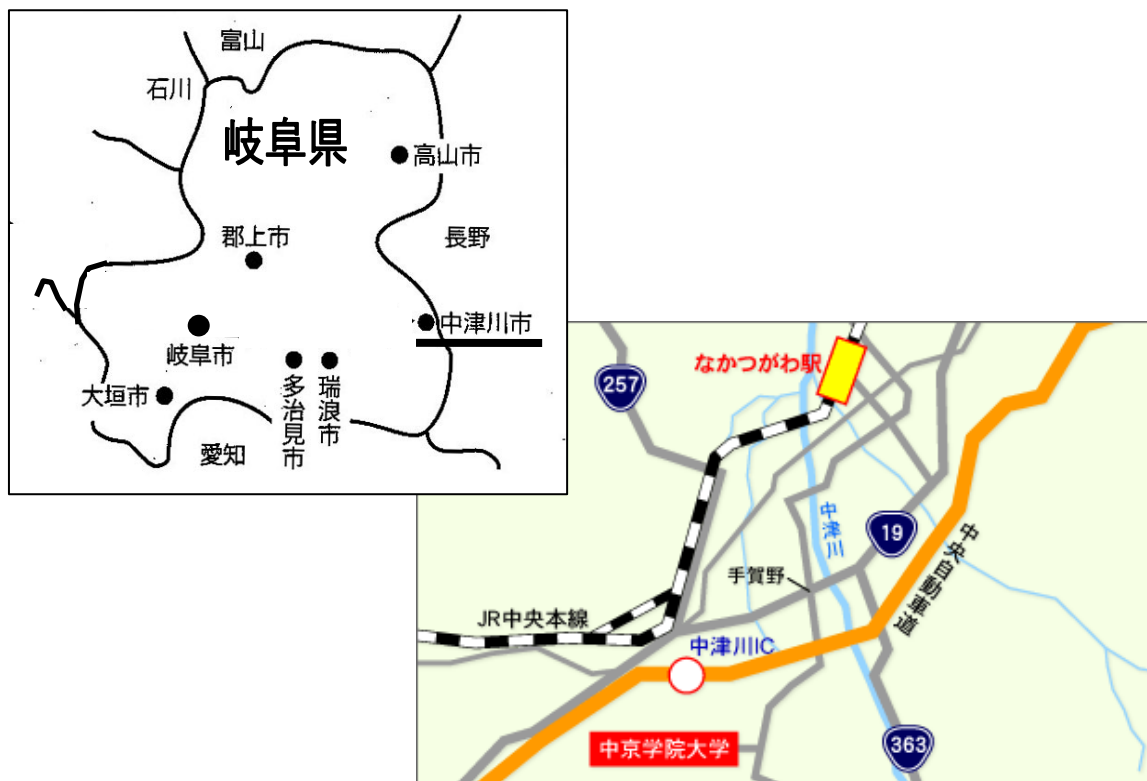 富山
石川
岐阜県
高山市
郡上市
長野
中津川市
岐阜市
大垣市
多治見市
瑞浪市
愛知
なかつがわ駅
257
中津川
19
中央自動車道
手賀野
JR中央本線
中津川IC
中京学院大学
363